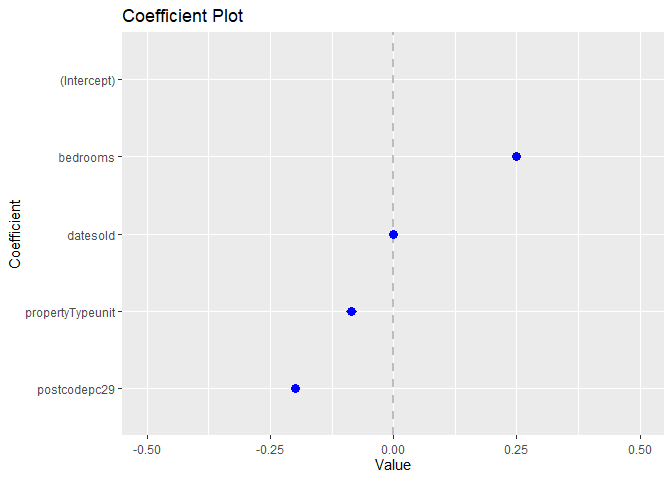 Coefficient Plot
(Intercept)
bedrooms
datesold
propertyTypeunit
postcodepc29
Coefficient
-0.50 -0.25 0.00 0.25 0.50
Value